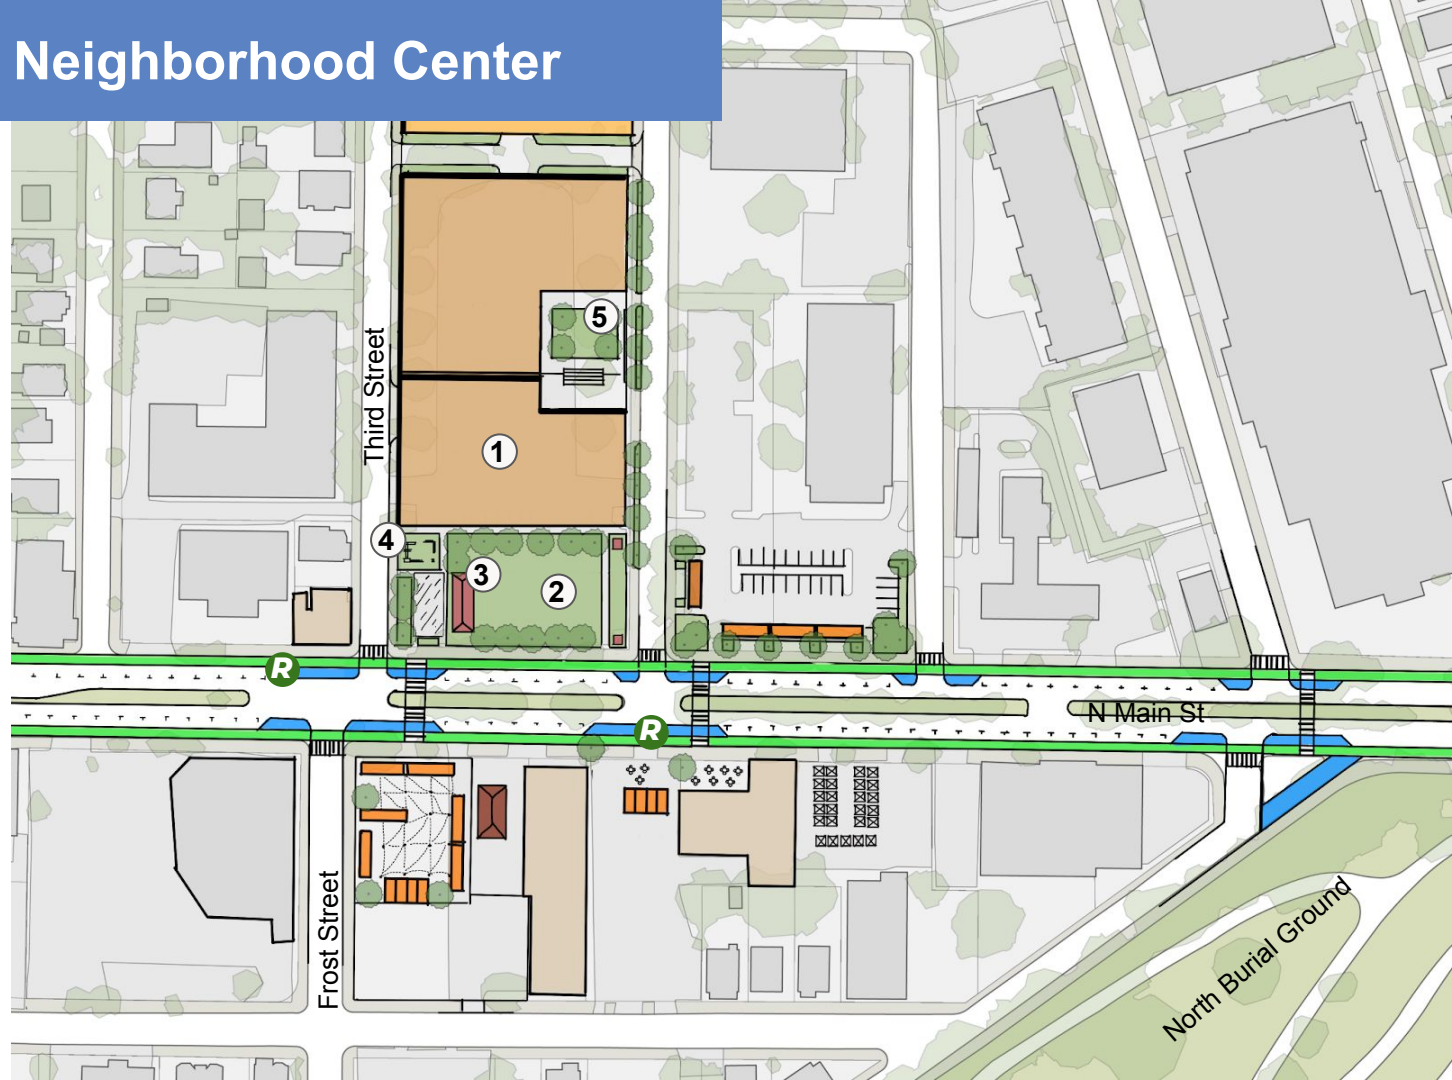 Neighborhood Center
5
Third Street
1
4
3
2
R
N Main St
R
Frost Street
North Burial Ground